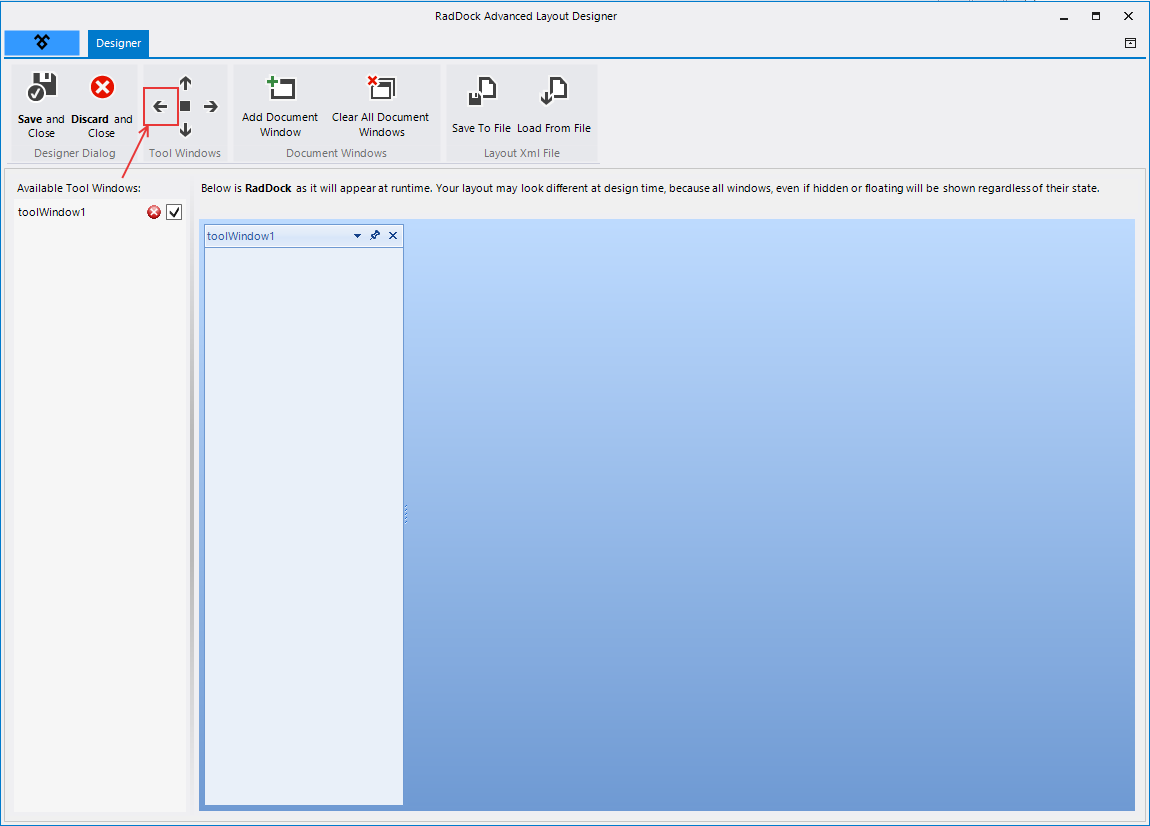 RadDock Advanced Layout Designer
Designer
Save and Close
Discard and Close
Designer Dialog
Tool Windows
Add Document Window
Clear All Document Windows
Document Windows
Save To File
Load From File
Layout Xml File
Available Tool Windows:
toolWindow1
Below is RadDock as it will appear at runtime. Your layout may look different at design time, because all windows, even if hidden or floating will be shown regardless of their state.
toolWindow1